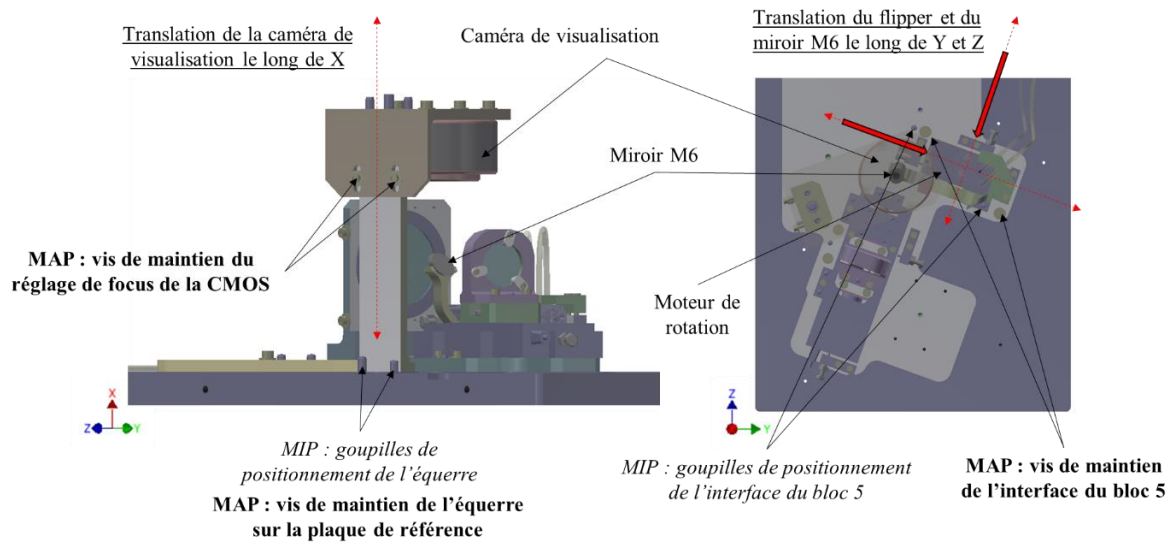 Translation de la caméra de
visualisation le long de X
Caméra de visualisation
Translation du flipper et du
miroir M6 le long de Y et Z
Miroir M6
MAP : vis de maintien du
réglage de focus de la CMOS
Moteur de
rotation
X
Z
Y
Z
Y
MIP : goupilles de
positionnement de l'équerre
MAP : vis de maintien de l'équerre
sur la plaque de référence
MIP : goupilles de positionnement
de l'interface du bloc 5
MAP : vis de maintien
de l'interface du bloc 5